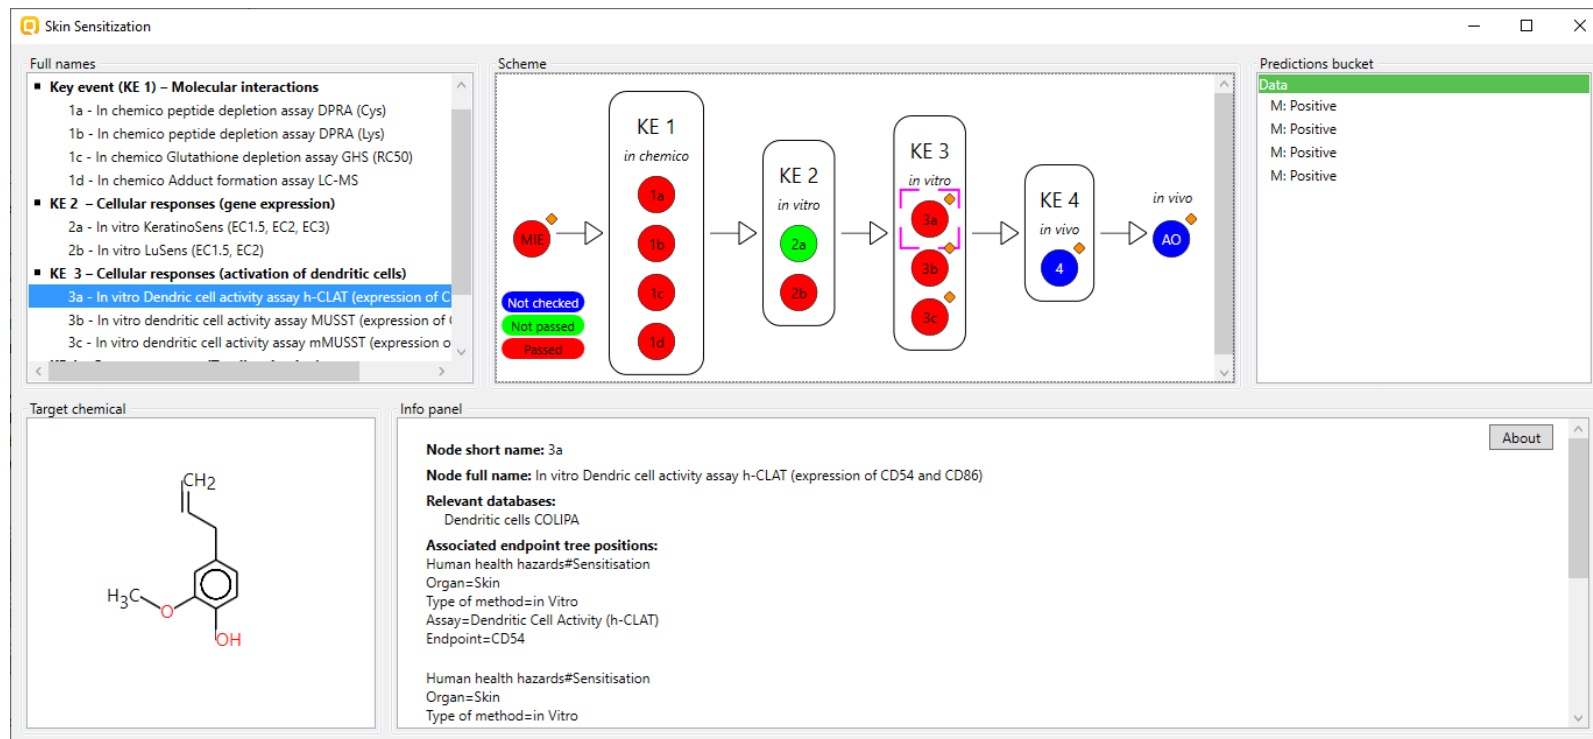 Skin Sensitization
Full names
Key event (KE 1) – Molecular interactions
1a - In chemico peptide depletion assay DPRA (Cys)
1b - In chemico peptide depletion assay DPRA (Lys)
1c - In chemico Glutathione depletion assay GHS (RC50)
1d - In chemico Adduct formation assay LC-MS
KE 2 – Cellular responses (gene expression)
2a - In vitro KeratinoSens (EC1.5, EC2, EC3)
2b - In vitro LuSens (EC1.5, EC2)
KE 3 – Cellular responses (activation of dendritic cells)
3a - In vitro Dendric cell activity assay h-CLAT (expression of C
3b - In vitro dendritic cell activity assay MUSST (expression of
3c - In vitro dendritic cell activity assay mMUSST (expression o
Scheme
MIE
KE 1
in chemico
1a
1b
1c
1d
KE 2
in vitro
2a
2b
KE 3
in vitro
3a
3b
3c
KE 4
in vivo
4
in vivo
AO
Not checked
Not passed
Passed
Predictions bucket
Data
M: Positive
M: Positive
M: Positive
M: Positive
Target chemical
CH2
H3C
O
OH
Info panel
About
Node short name: 3a
Node full name: In vitro Dendric cell activity assay h-CLAT (expression of CD54 and CD86)
Relevant databases:
Dendritic cells COLIPA
Associated endpoint tree positions:
Human health hazards#Sensitisation
Organ=Skin
Type of method=in Vitro
Assay=Dendritic Cell Activity (h-CLAT)
Endpoint=CD54
Human health hazards#Sensitisation
Organ=Skin
Type of method=in Vitro